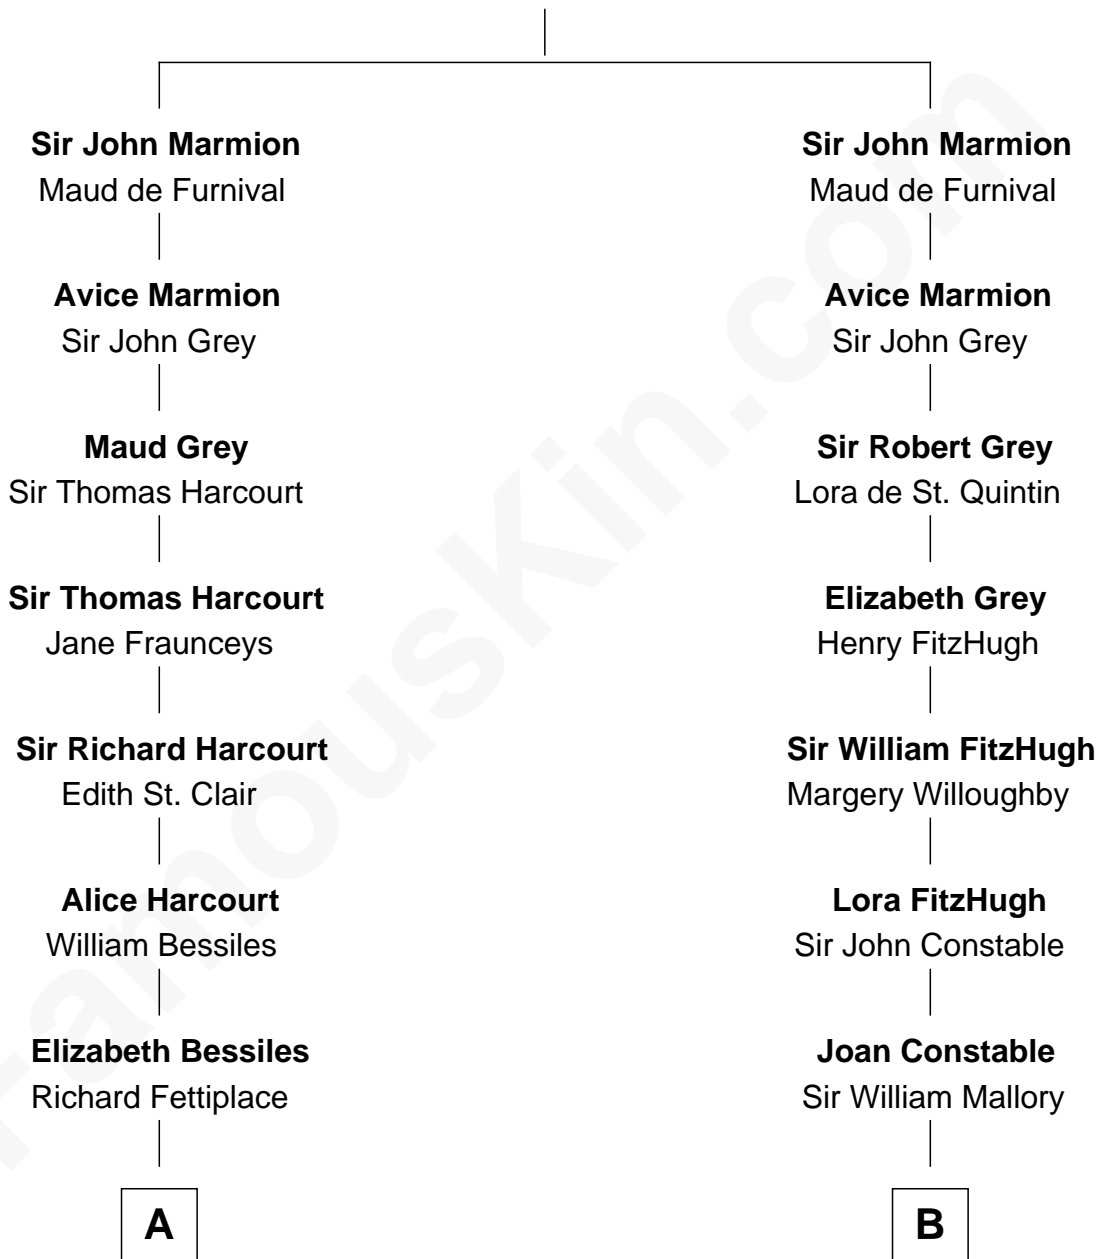 Sir John Marmion
Maud de Furnival
Avice Marmion
Sir John Grey
Maud Grey
Sir Thomas Harcourt
Sir Thomas Harcourt
Jane Fraunceys
Sir Richard Harcourt
Edith St. Clair
Alice Harcourt
William Bessiles
Elizabeth Bessiles
Richard Fettiplace
A
Sir John Marmion
Maud de Furnival
Avice Marmion
Sir John Grey
Sir Robert Grey
Lora de St. Quintin
Elizabeth Grey
Henry FitzHugh
Sir William FitzHugh
Margery Willoughby
Lora FitzHugh
Sir John Constable
Joan Constable
Sir William Mallory
B
FamousKin.com